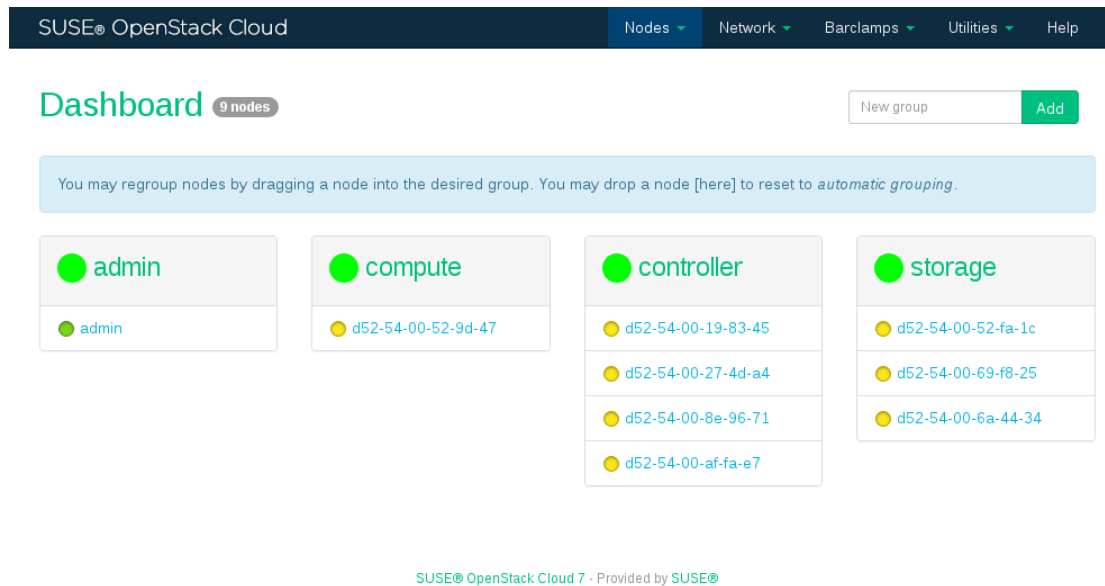 SUSE® OpenStack Cloud
Nodes
Network
Barclamps
Utilities
Help
Dashboard 9 nodes
New group
Add
You may regroup nodes by dragging a node into the desired group. You may drop a node [here] to reset to automatic grouping.
admin
admin
compute
d52-54-00-52-9d-47
controller
d52-54-00-19-83-45
d52-54-00-27-4d-a4
d52-54-00-8e-96-71
d52-54-00-af-fa-e7
storage
d52-54-00-52-fa-1c
d52-54-00-69-f8-25
d52-54-00-6a-44-34
SUSE® OpenStack Cloud 7 - Provided by SUSE®